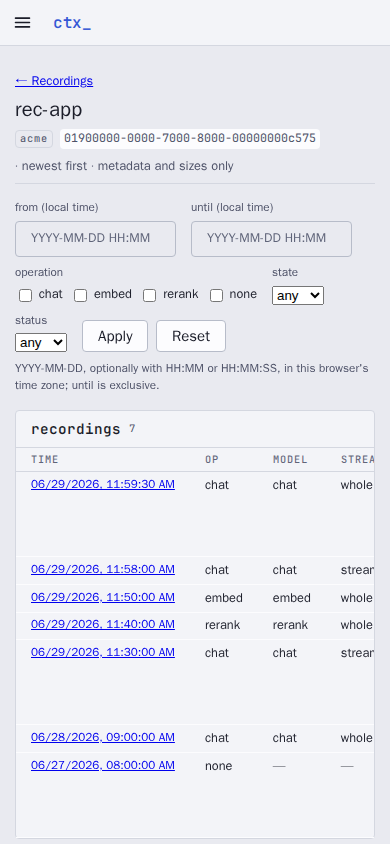 ctx_
← Recordings
rec-app
acme 01900000-0000-7000-8000-00000000c575
· newest first · metadata and sizes only
from (local time) until (local time)
YYYY-MM-DD HH:MM YYYY-MM-DD HH:MM
operation state
chat embed rerank none any
status
any Apply Reset
YYYY-MM-DD, optionally with HH:MM or HH:MM:SS, in this browser's
time zone; until is exclusive.
recordings 7
TIME OP MODEL STREA
06/29/2026, 11:59:30 AM chat chat whole
06/29/2026, 11:58:00 AM chat chat strean
06/29/2026, 11:50:00 AM embed embed whole
06/29/2026, 11:40:00 AM rerank rerank whole
06/29/2026, 11:30:00 AM chat chat strean
06/28/2026, 09:00:00 AM chat chat whole
06/27/2026, 08:00:00 AM none — —